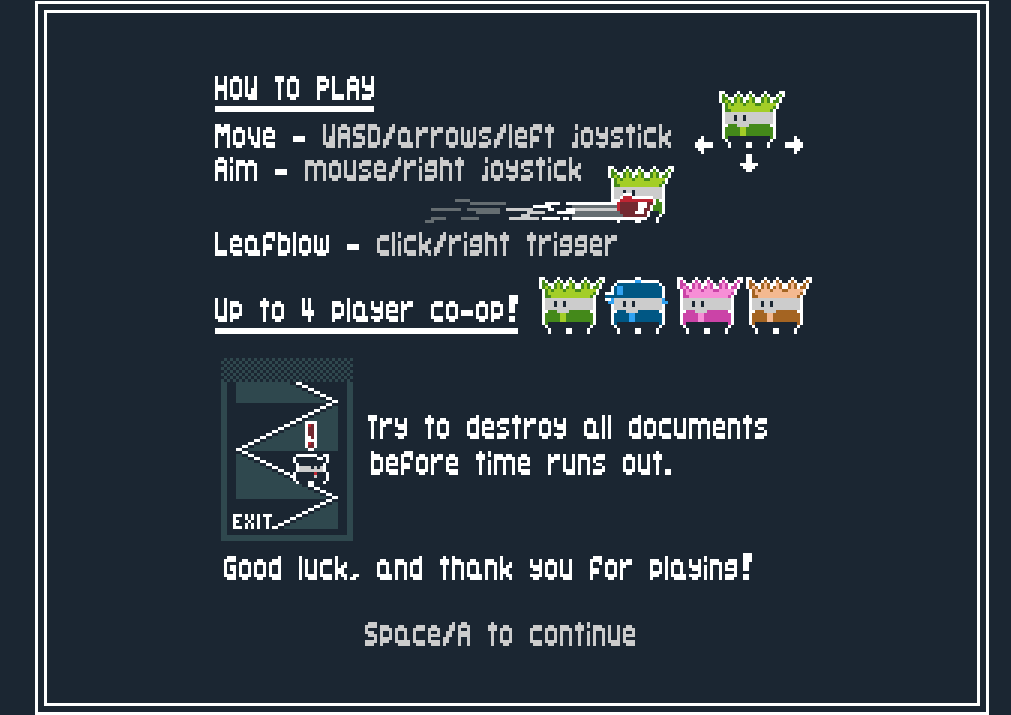 HOW TO PLAY
Move - WASD/arrows/left joystick
Aim - mouse/right joystick
Leafblow - click/right trigger
Up to 4 player co-op!
Try to destroy all documents
before time runs out.
EXIT
Good luck, and thank you for playing!
Space/A to continue